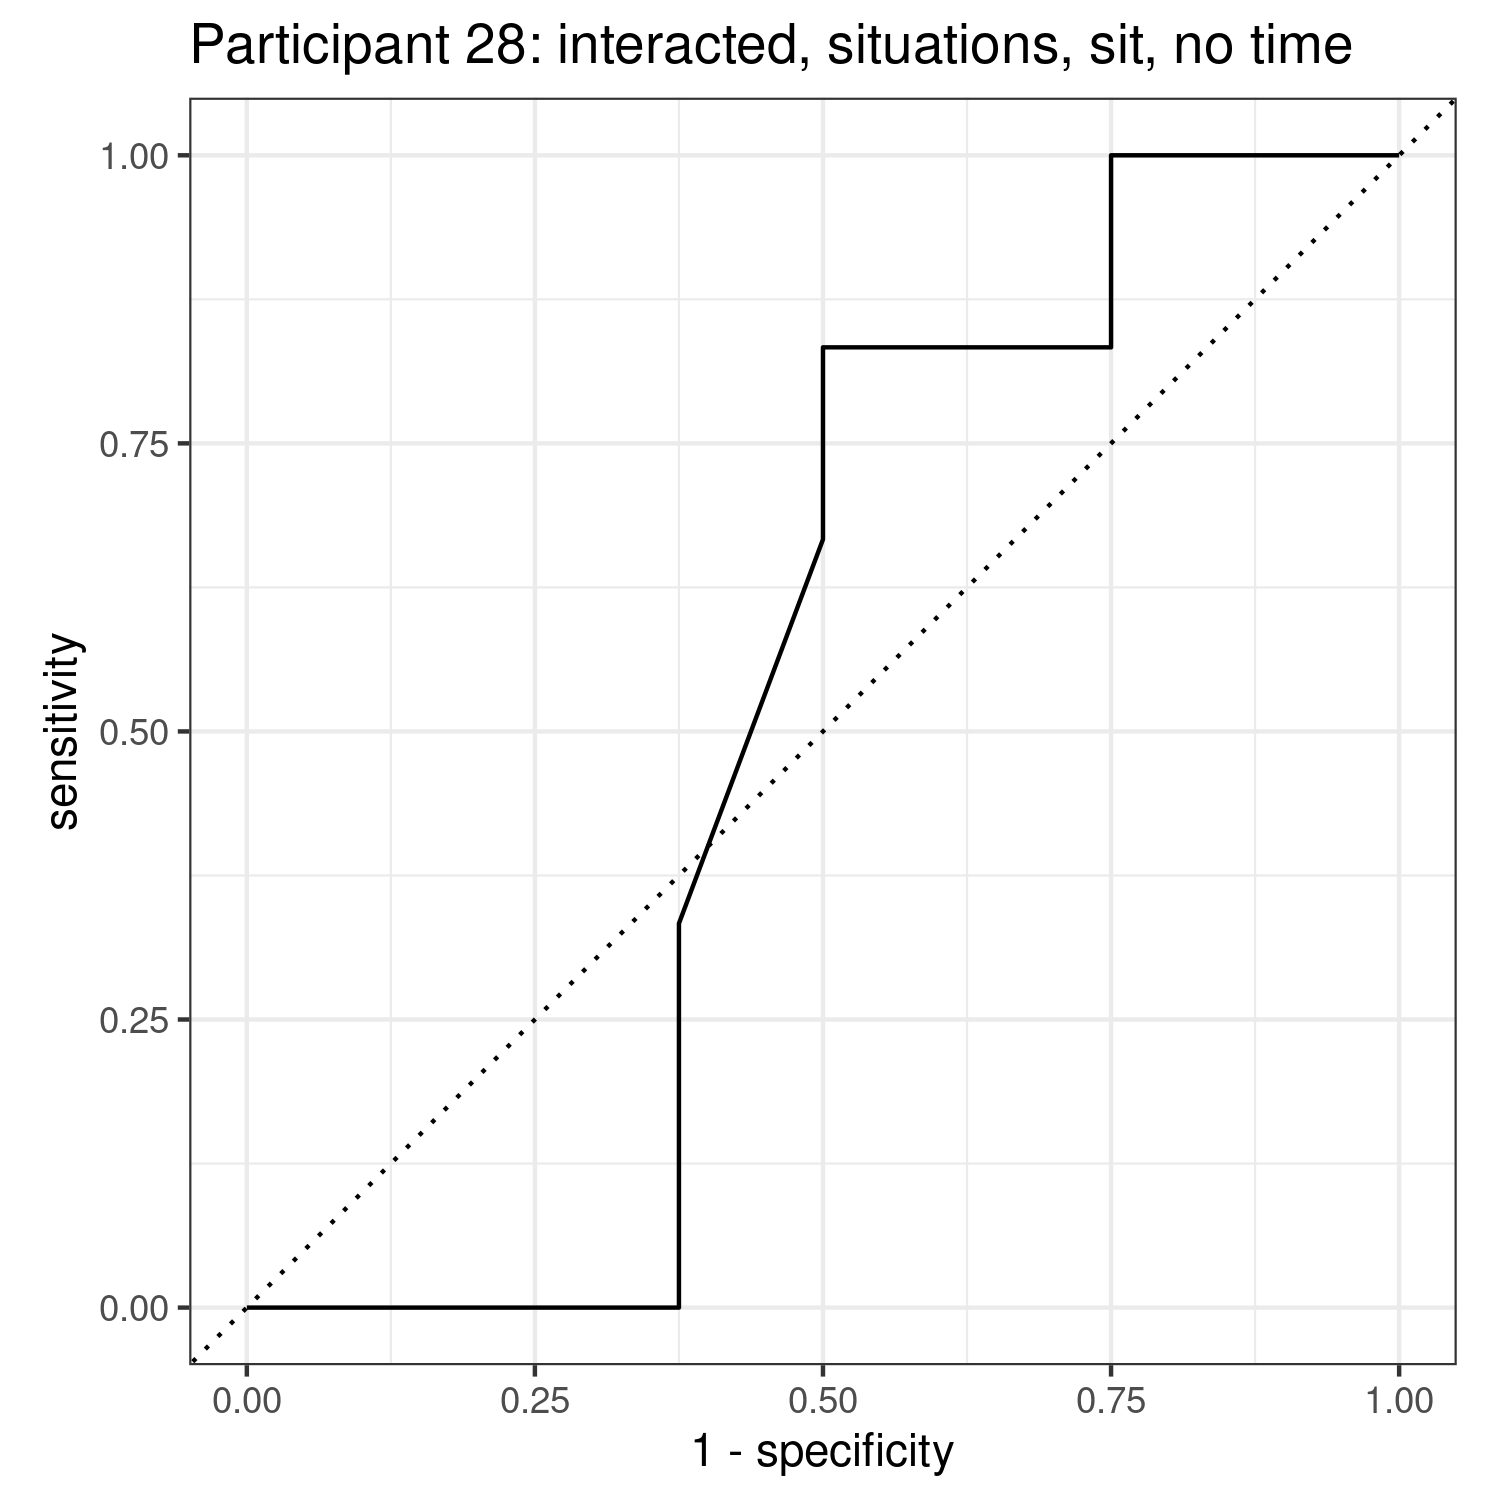 Participant 28: interacted, situations, sit, no time
1.00
0.75
0.50
0.25
0.00
sensitivity
0.00 0.25 0.50 0.75 1.00
1 - specificity